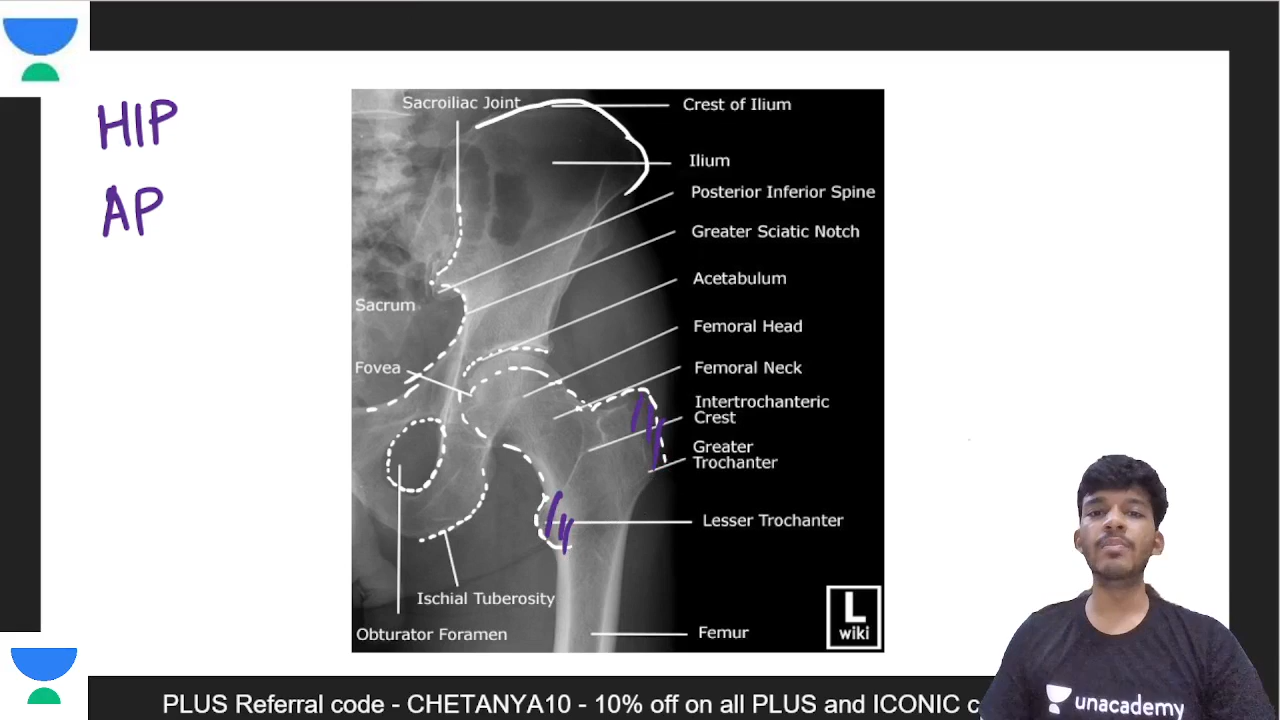 HIP
AP
Sacroiliac Joint
Crest of Ilium
Ilium
Posterior Inferior Spine
Greater Sciatic Notch
Acetabulum
Sacrum
Femoral Head
Fovea
Femoral Neck
Intertrochanteric
Crest
Greater
Trochanter
Lesser Trochanter
Ischial Tuberosity
Obturator Foramen
Femur
L
wiki
unacademy
PLUS Referral code - CHETANYA10 - 10% off on all PLUS and ICONIC